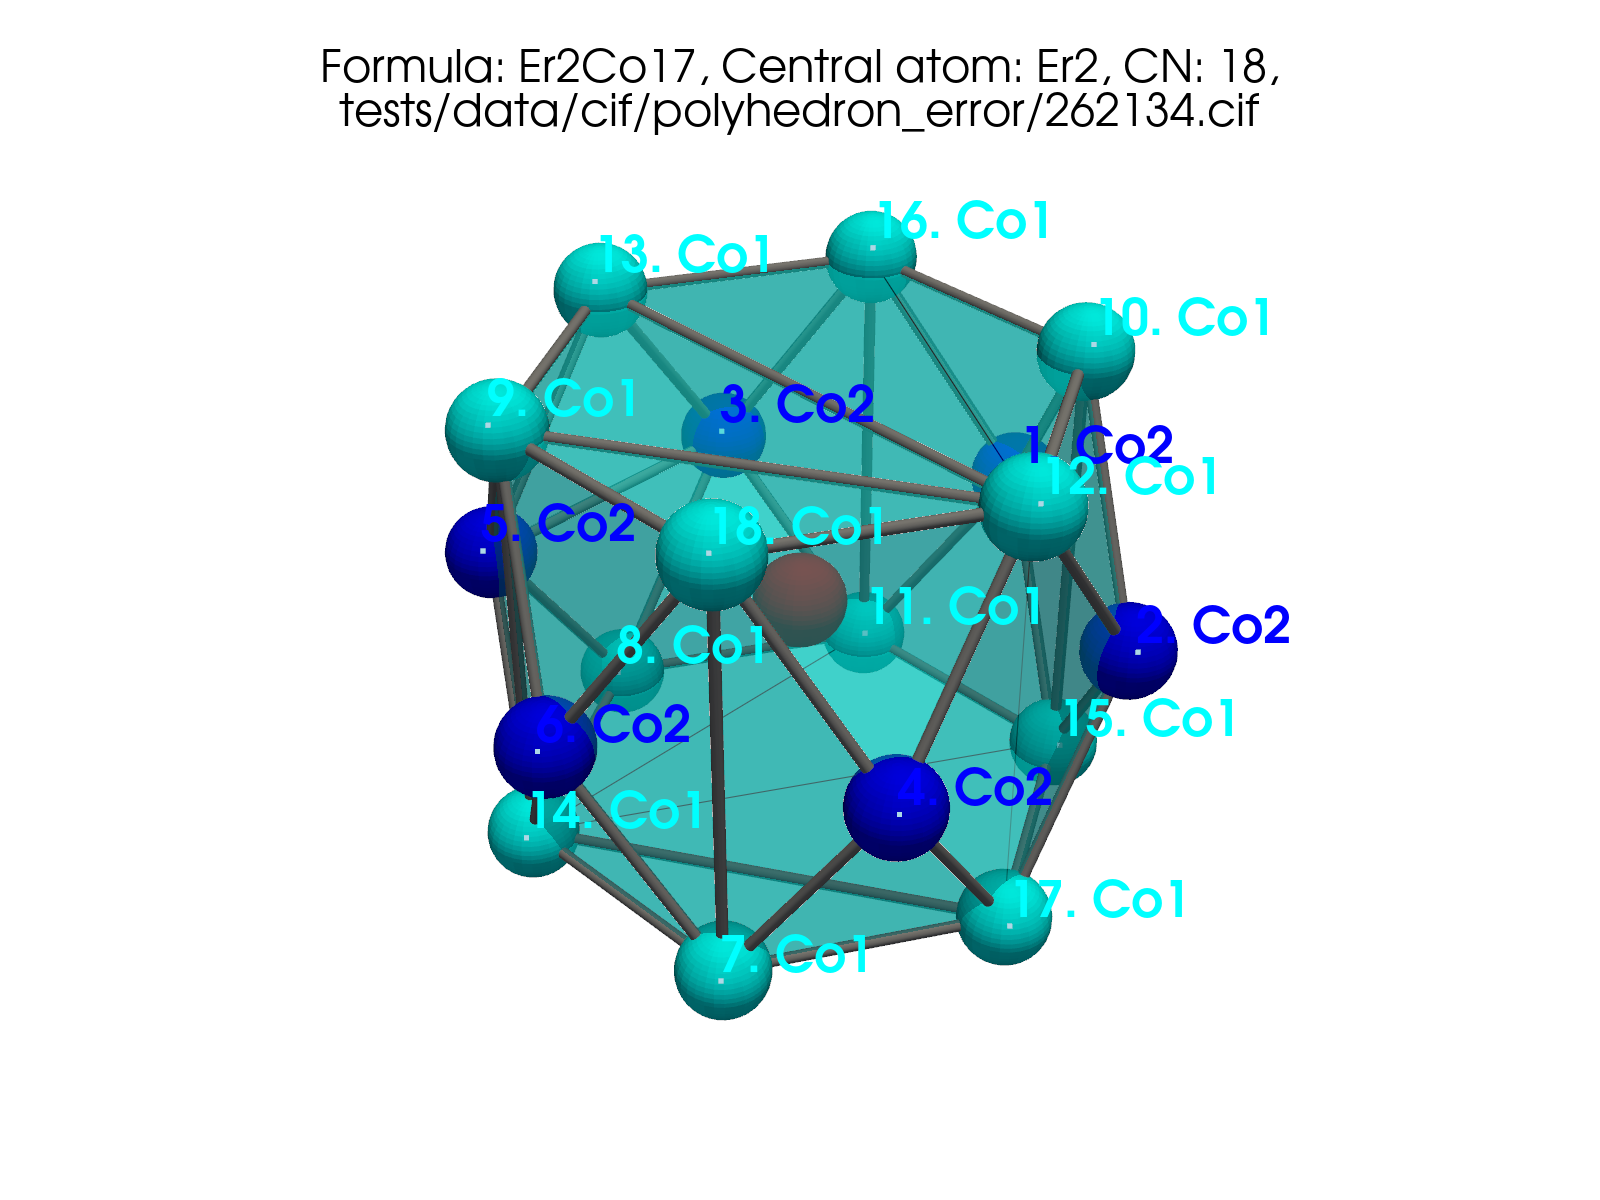 Formula: Er2Co17, Central atom: Er2, CN: 18,
tests/data/cif/polyhedron_error/262134.cif
16. Co1
13. Co1
10. Co1
9. Co1
3. Co2
1. Co2
12. Co1
5. Co2
18. Co1
11. Co1
2. Co2
8. Co1
6. Co2
15. Co1
4. Co2
14. Co1
17. Co1
7. Co1